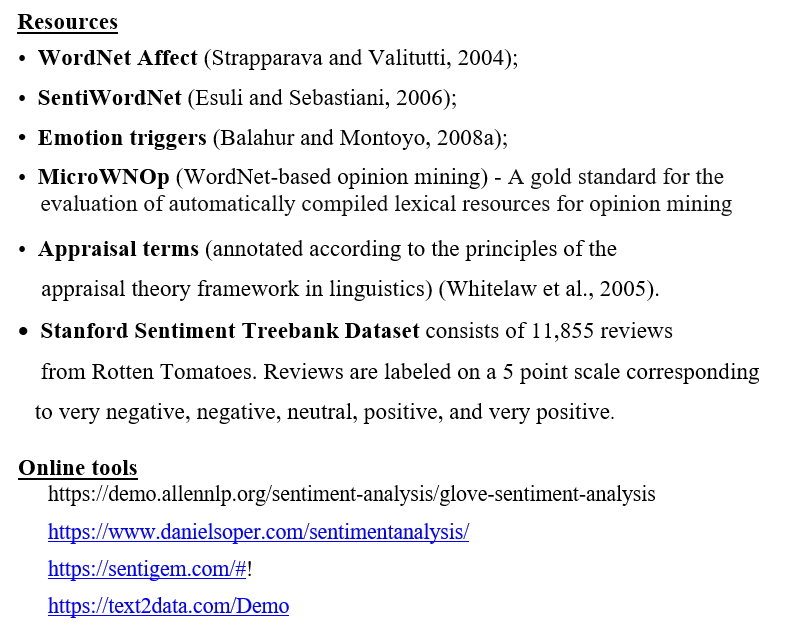 Resources
• WordNet Affect (Strapparava and Valitutti, 2004);
• SentiWordNet (Esuli and Sebastiani, 2006);
• Emotion triggers (Balahur and Montoyo, 2008a);
• MicroWNOp (WordNet-based opinion mining) - A gold standard for the
evaluation of automatically compiled lexical resources for opinion mining
• Appraisal terms (annotated according to the principles of the
appraisal theory framework in linguistics) (Whitelaw et al., 2005).
• Stanford Sentiment Treebank Dataset consists of 11,855 reviews
from Rotten Tomatoes. Reviews are labeled on a 5 point scale corresponding
to very negative, negative, neutral, positive, and very positive.
Online tools
https://demo.allennlp.org/sentiment-analysis/glove-sentiment-analysis
https://www.danielsoper.com/sentimentanalysis/
https://sentigem.com/#!
https://text2data.com/Demo